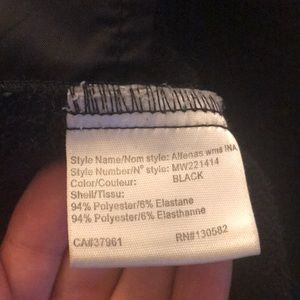 Style Name/Nom style: Altenas wms INA
Style Number/N° style: MW221414
Color/Couleur: BLACK
Shell/Tissu:
94% Polyester/6% Elastane
94% Polyester/6% Elasthanne
CA#37961 RN#130582